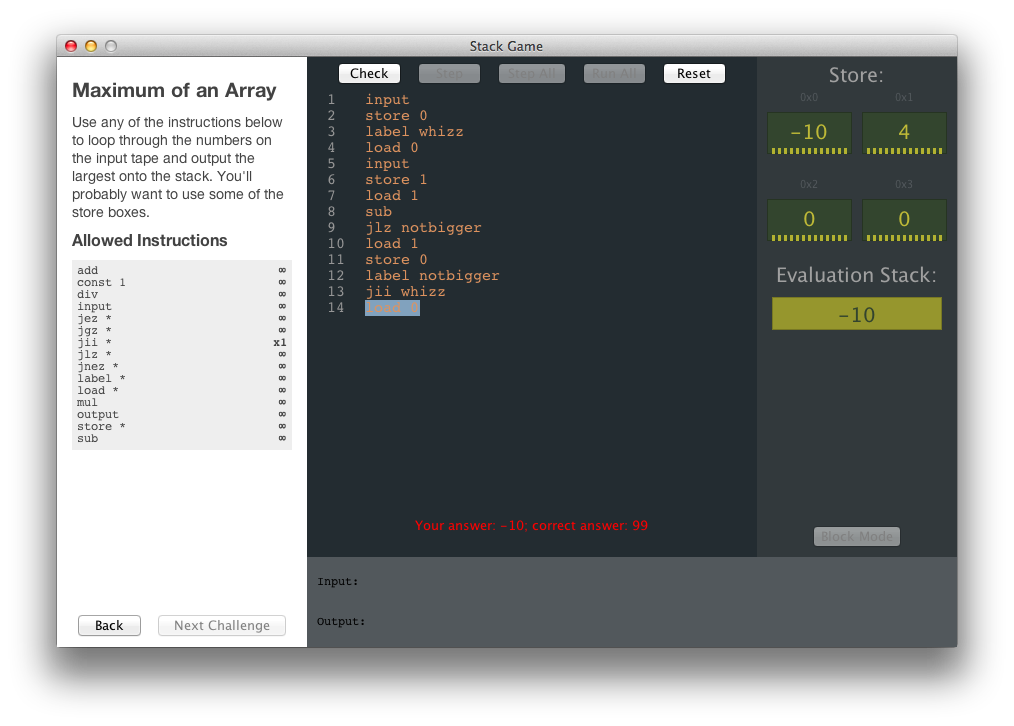 Stack Game
Maximum of an Array
Use any of the instructions below
to loop through the numbers on
the input tape and output the
largest onto the stack. You'll
probably want to use some of the
store boxes.
Allowed Instructions
add ∞
const 1 ∞
div ∞
input ∞
jez * ∞
jgz * ∞
jii * x1
jlz * ∞
jnez * ∞
label * ∞
load * ∞
mul ∞
output ∞
store * ∞
sub ∞
Back Next Challenge
Check Step Step All Run All Reset
1 input
2 store 0
3 label whizz
4 load 0
5 input
6 store 1
7 load 1
8 sub
9 jlz notbigger
10 load 1
11 store 0
12 label notbigger
13 jii whizz
14 load 0
Your answer: -10; correct answer: 99
Store:
0x0 0x1
-10 4
0x2 0x3
0 0
Evaluation Stack:
-10
Block Mode
Input:
Output: